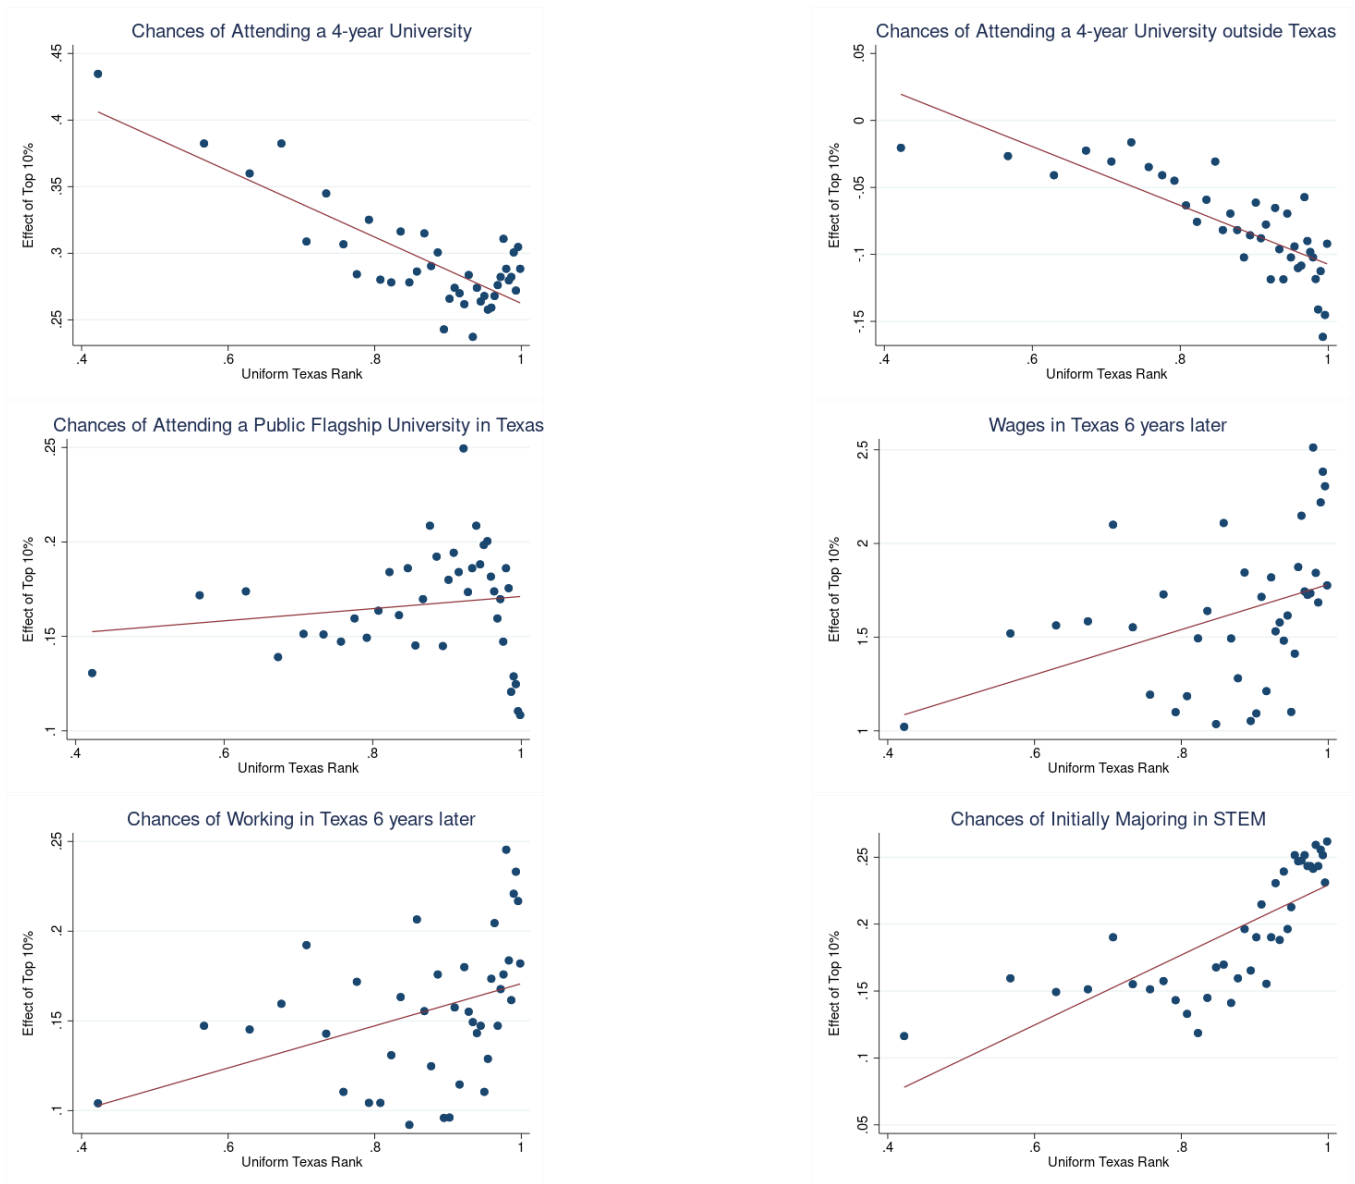 Chances of Attending a 4-year University
Effect of Top 10%
.45
.4
.35
.3
.25
.4 .6 .8 1
Uniform Texas Rank
Chances of Attending a 4-year University outside Texas
Effect of Top 10%
.05
0
-.05
-.1
-.15
.4 .6 .8 1
Uniform Texas Rank
Chances of Attending a Public Flagship University in Texas
Effect of Top 10%
.25
.2
.15
.1
.4 .6 .8 1
Uniform Texas Rank
Wages in Texas 6 years later
Effect of Top 10%
2.5
2
1.5
1
.4 .6 .8 1
Uniform Texas Rank
Chances of Working in Texas 6 years later
Effect of Top 10%
.25
.2
.15
.1
.4 .6 .8 1
Uniform Texas Rank
Chances of Initially Majoring in STEM
Effect of Top 10%
.25
.2
.15
.1
.05
.4 .6 .8 1
Uniform Texas Rank